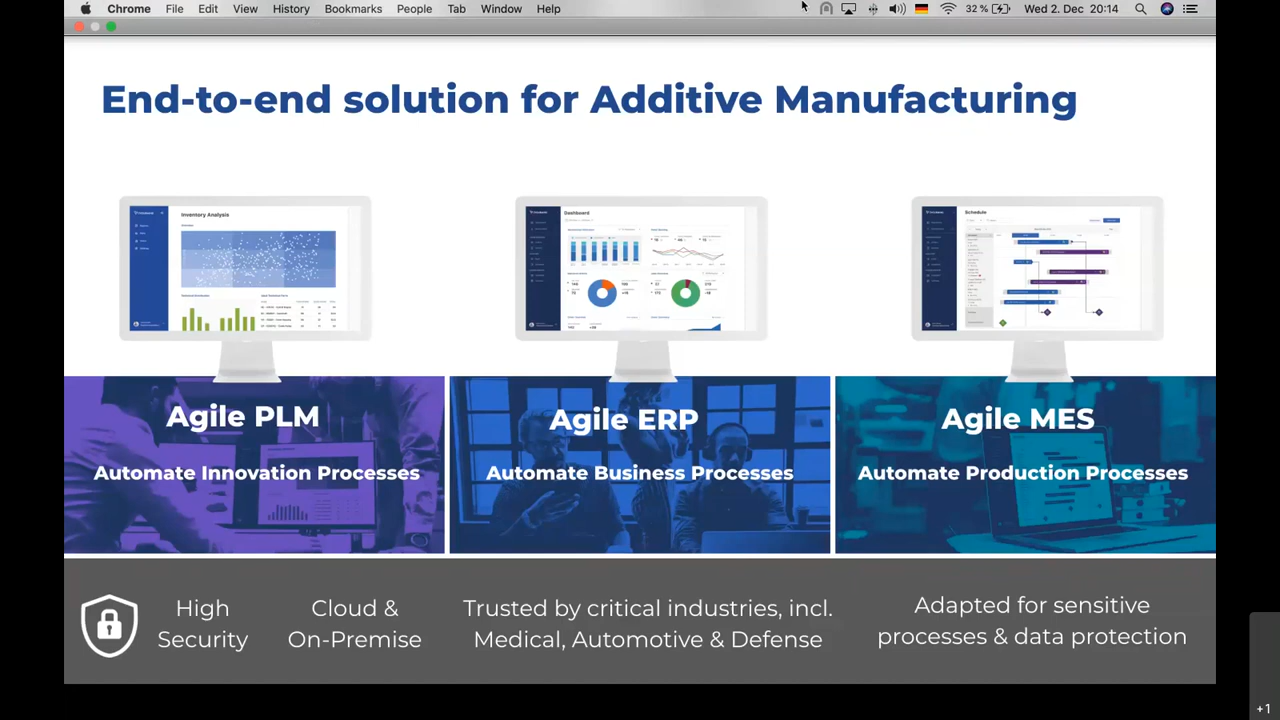 Chrome File Edit View History Bookmarks People Tab Window Help 32 % Wed 2. Dec 20:14
End-to-end solution for Additive Manufacturing
Inventory Analysis
Dashboard
Schedule
Agile PLM
Automate Innovation Processes
Agile ERP
Automate Business Processes
Agile MES
Automate Production Processes
High
Security
Cloud &
On-Premise
Trusted by critical industries, incl.
Medical, Automotive & Defense
Adapted for sensitive
processes & data protection
+1